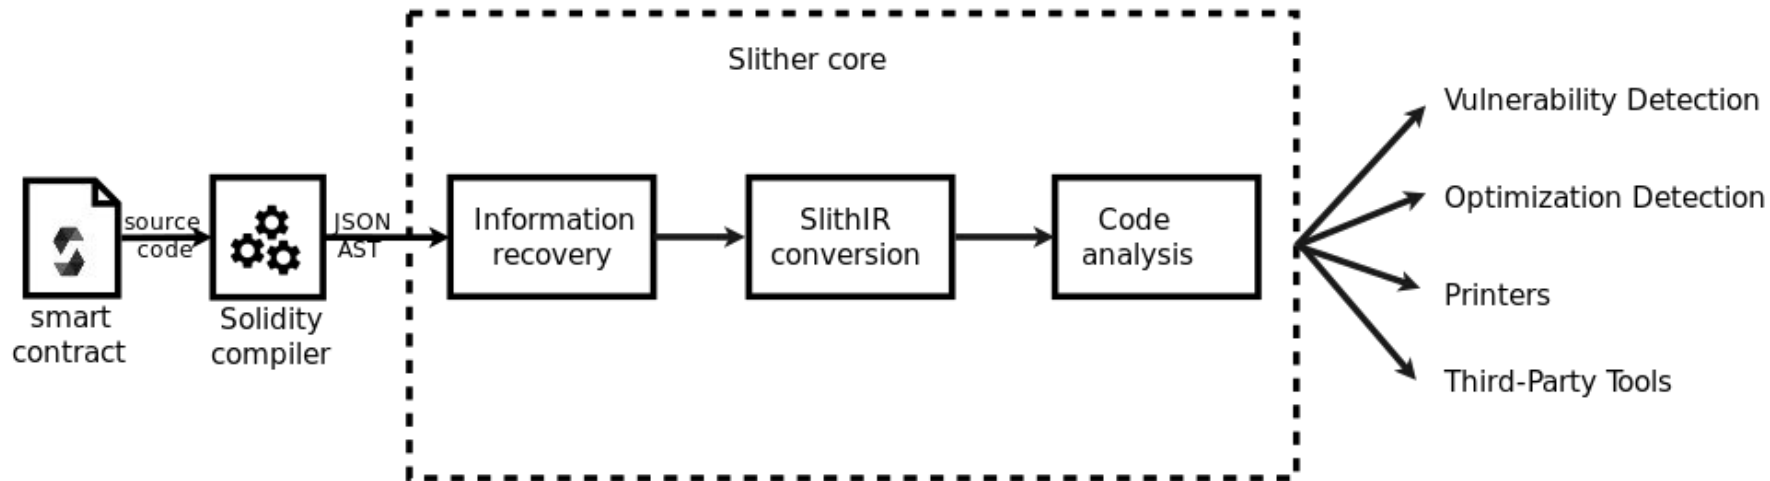 Slither core
source
code
JSON
AST
smart
contract
Solidity
compiler
Information
recovery
SlithIR
conversion
Code
analysis
Vulnerability Detection
Optimization Detection
Printers
Third-Party Tools